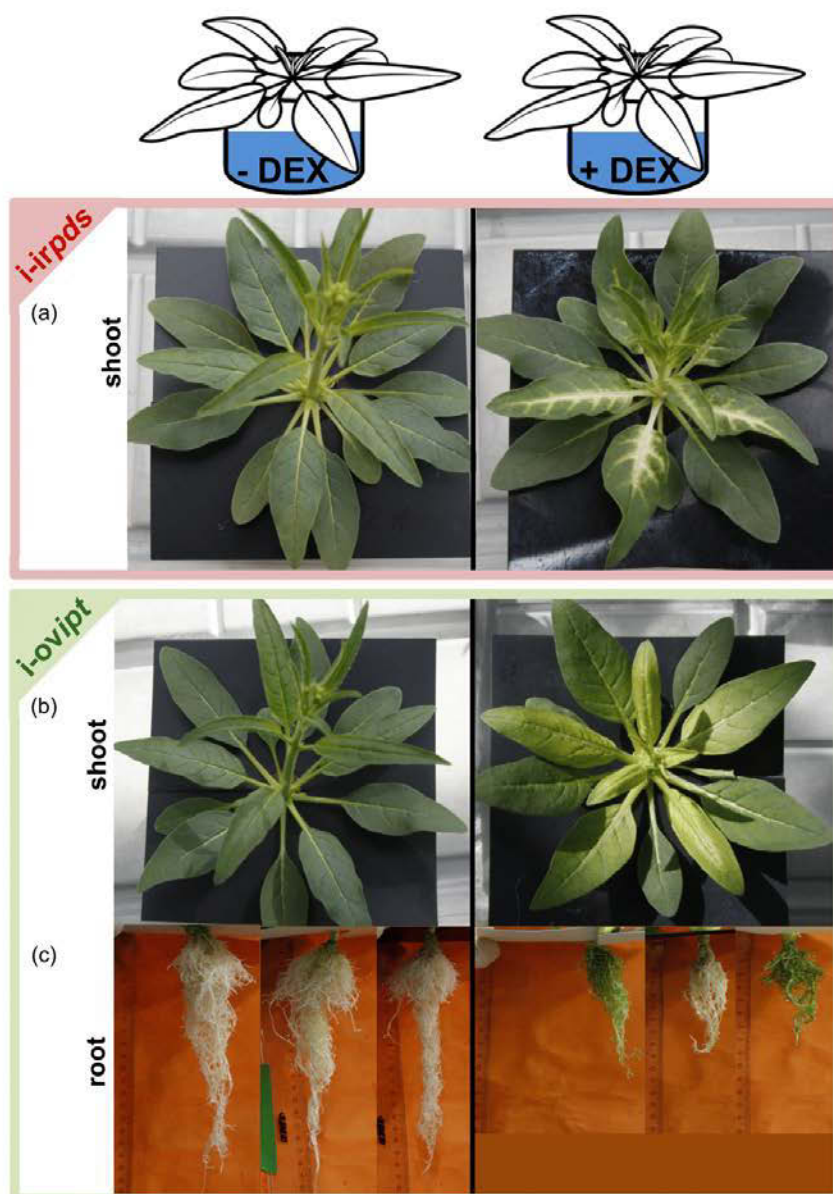 - DEX
+ DEX
i-irpds
(a)
shoot
i-ovipt
(b)
shoot
(c)
root